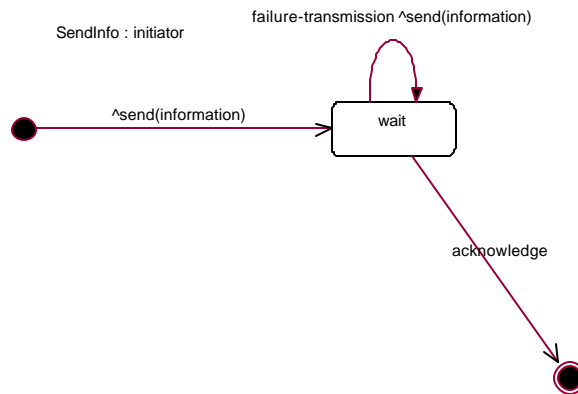 failure-transmission ^send(information)
SendInfo : initiator
^send(information)
wait
acknowledge